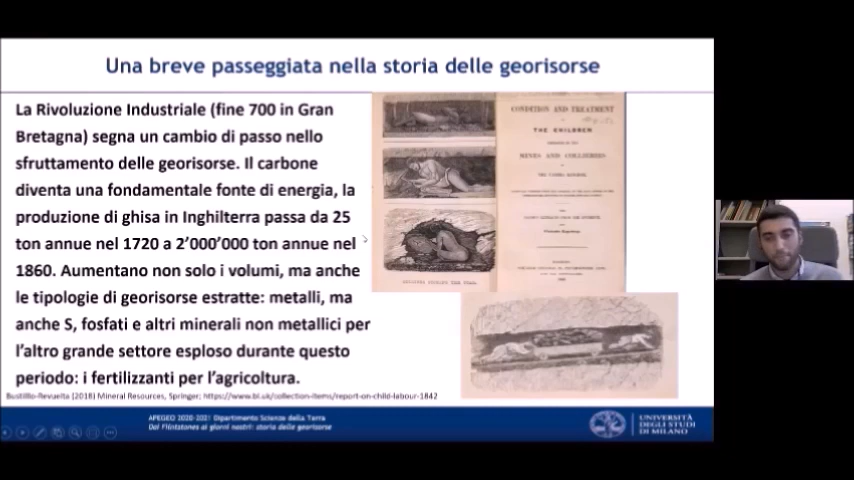 Una breve passeggiata nella storia delle georisorse
La Rivoluzione Industriale (fine 700 in Gran
Bretagna) segna un cambio di passo nello
sfruttamento delle georisorse. Il carbone
diventa una fondamentale fonte di energia, la
produzione di ghisa in Inghilterra passa da 25
ton annue nel 1720 a 2’000’000 ton annue nel
1860. Aumentano non solo i volumi, ma anche
le tipologie di georisorse estratte: metalli, ma
anche S, fosfati e altri minerali non metallici per
l’altro grande settore esploso durante questo
periodo: i fertilizzanti per l’agricoltura.
CONDITION AND TREATMENT
THE CHILDREN
MINES AND COLLIERIES
Bustillo-Revuelta (2018) Mineral Resources, Springer; https://www.bl.uk/collection-items/report-on-child-labour-1842
APEGEO 2020-2021 Dipartimento Scienze della Terra
Dai Flintstones ai giorni nostri: storia delle georisorse
UNIVERSITÀ
DEGLI STUDI
DI MILANO